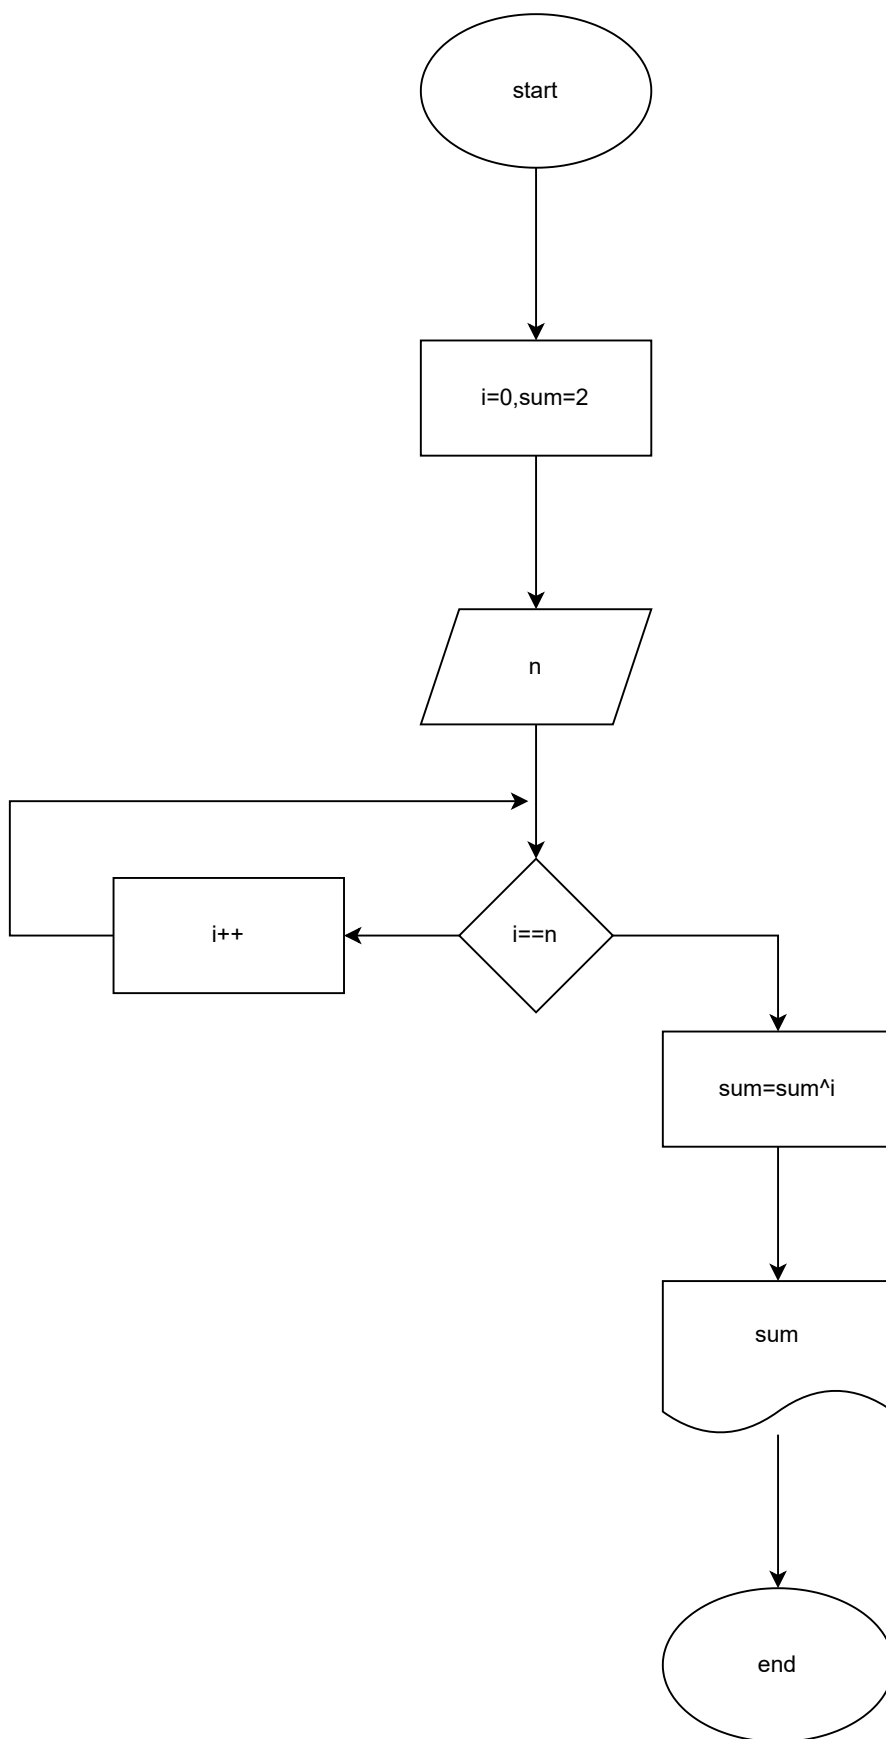 start
i=0,sum=2
n
i==n
i++
sum=sum^i
sum
end